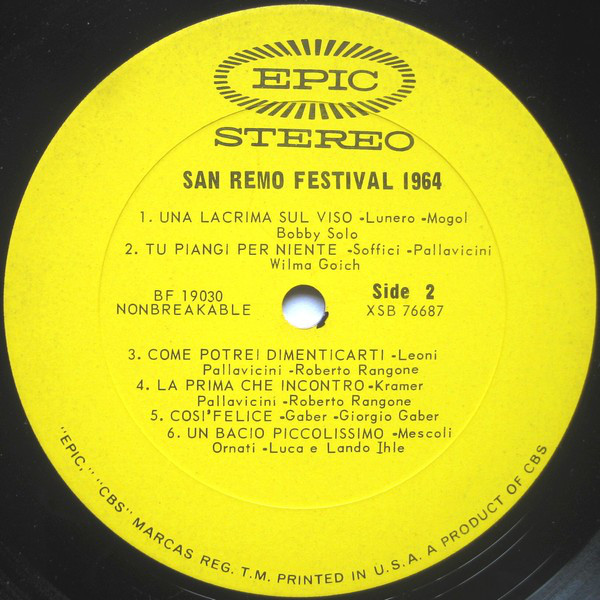 EPIC
STEREO
SAN REMO FESTIVAL 1964
1. UNA LACRIMA SUL VISO -Lunero -Mogol
Bobby Solo
2. TU PIANGI PER NIENTE -Soffici -Pallavicini
Wilma Goich
BF 19030
NONBREAKABLE
Side 2
XSB 76687
3. COME POTREI DIMENTICARTI -Leoni
Pallavicini -Roberto Rangone
4. LA PRIMA CHE INCONTRO -Kramer
Pallavicini -Roberto Rangone
5. COSI'FELICE -Gaber -Giorgio Gaber
6. UN BACIO PICCOLISSIMO -Mescoli
Ornati -Luca e Lando Ihle
"EPIC," "CBS" MARCAS REG. T.M. PRINTED IN U.S.A. A PRODUCT OF CBS